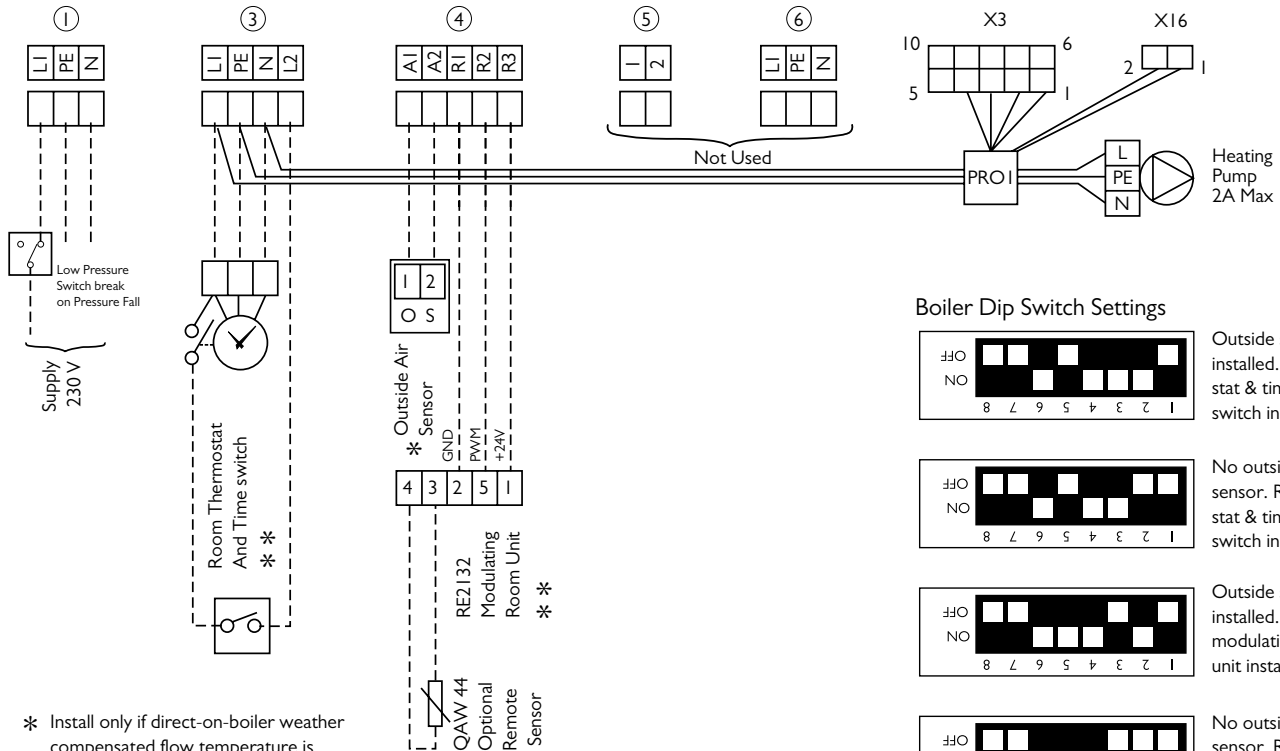 1
L1 PE N
3
L1 PE N L2
4
A1 A2 R1 R2 R3
5
1 2
6
L1 PE N
Not Used
X3
10 6
5 1
X16
2 1
PRO1
L
PE
N
Heating
Pump
2A Max
Low Pressure
Switch break
on Pressure Fall
Supply
230 V
Room Thermostat
And Time switch
* *
1 2
O S
* Outside Air
Sensor
GND
PWM
+24V
4 3 2 5 1
RE2132
Modulating
Room Unit
* *
QAW 44
Optional
Remote
Sensor
* Install only if direct-on-boiler weather
compensated flow temperature is
Boiler Dip Switch Settings
OFF
ON
8 7 6 5 4 3 2 1
Outside
installed.
stat & tim
switch in
OFF
ON
8 7 6 5 4 3 2 1
No outsi
sensor. R
stat & tim
switch in
OFF
ON
8 7 6 5 4 3 2 1
Outside
installed.
modulati
unit insta
OFF
No outsi
sensor. R